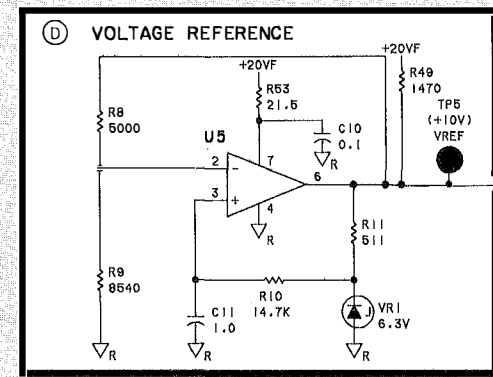 D VOLTAGE REFERENCE
+20VF
+20VF
R53
21.5
R49
1470
TP5
(+10V)
VREF
R8
5000
U5
C10
0.1
R
2
-
7
6
3
+
4
R
R11
511
R9
8540
R10
14.7K
C11
1.0
VR1
6.3V
R
R
R